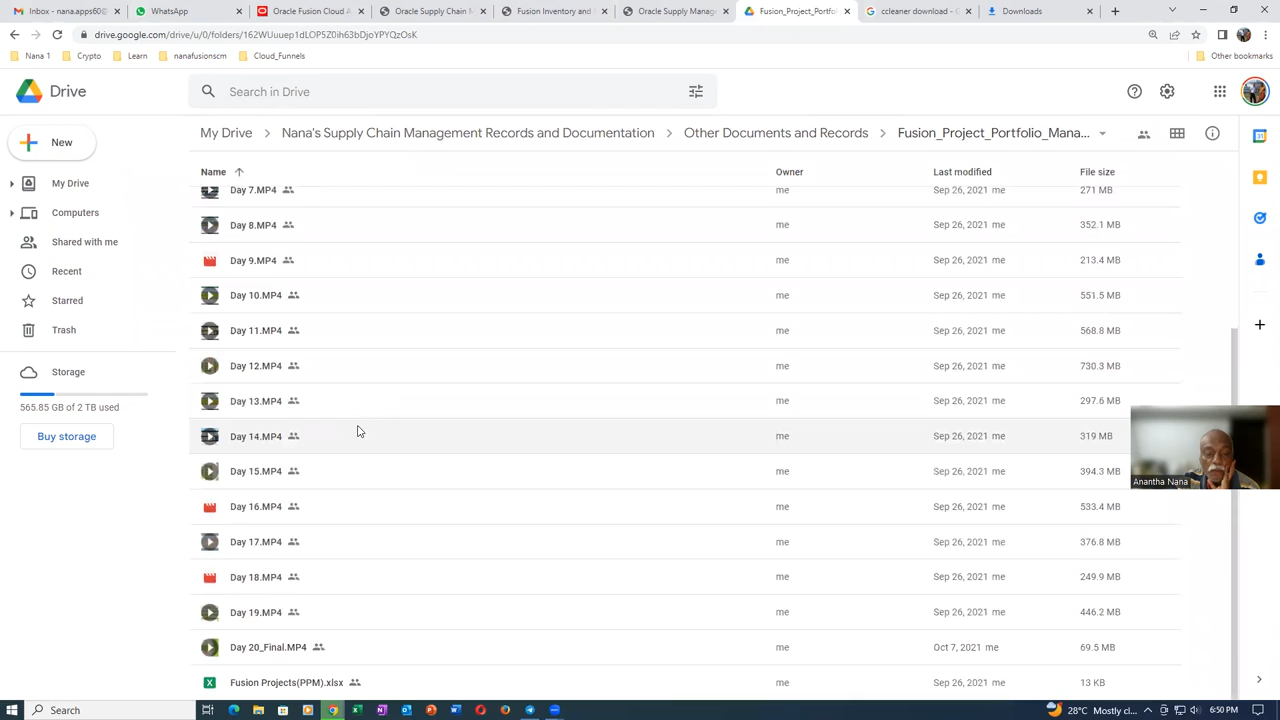 Inbox - nana.apps60@
WhatsApp
Oracle Fusion Cloud A
Oracle Supply Chain M
Fusion Inventory and
Oracle Supply Manage
Fusion_Project_Portfo
ccleaner download - G
Downloads
drive.google.com/drive/u/0/folders/162WUuuep1dLOP5Z0ih63bDjoYPYQzOsK
Nana 1
Crypto
Learn
nanafusionscm
Cloud_Funnels
Other bookmarks
Drive
Search in Drive
New
My Drive
Nana's Supply Chain Management Records and Documentation
Other Documents and Records
Fusion_Project_Portfolio_Mana...
Name
Owner
Last modified
File size
My Drive
Computers
Shared with me
Recent
Starred
Trash
Storage
565.85 GB of 2 TB used
Buy storage
Day 7.MP4 me Sep 26, 2021 me 271 MB
Day 8.MP4 me Sep 26, 2021 me 352.1 MB
Day 9.MP4 me Sep 26, 2021 me 213.4 MB
Day 10.MP4 me Sep 26, 2021 me 551.5 MB
Day 11.MP4 me Sep 26, 2021 me 568.8 MB
Day 12.MP4 me Sep 26, 2021 me 730.3 MB
Day 13.MP4 me Sep 26, 2021 me 297.6 MB
Day 14.MP4 me Sep 26, 2021 me 319 MB
Day 15.MP4 me Sep 26, 2021 me 394.3 MB
Day 16.MP4 me Sep 26, 2021 me 533.4 MB
Day 17.MP4 me Sep 26, 2021 me 376.8 MB
Day 18.MP4 me Sep 26, 2021 me 249.9 MB
Day 19.MP4 me Sep 26, 2021 me 446.2 MB
Day 20_Final.MP4 me Oct 7, 2021 me 69.5 MB
Fusion Projects(PPM).xlsx me Sep 26, 2021 me 13 KB
Anantha Nana
Search
28°C Mostly cl...
6:50 PM